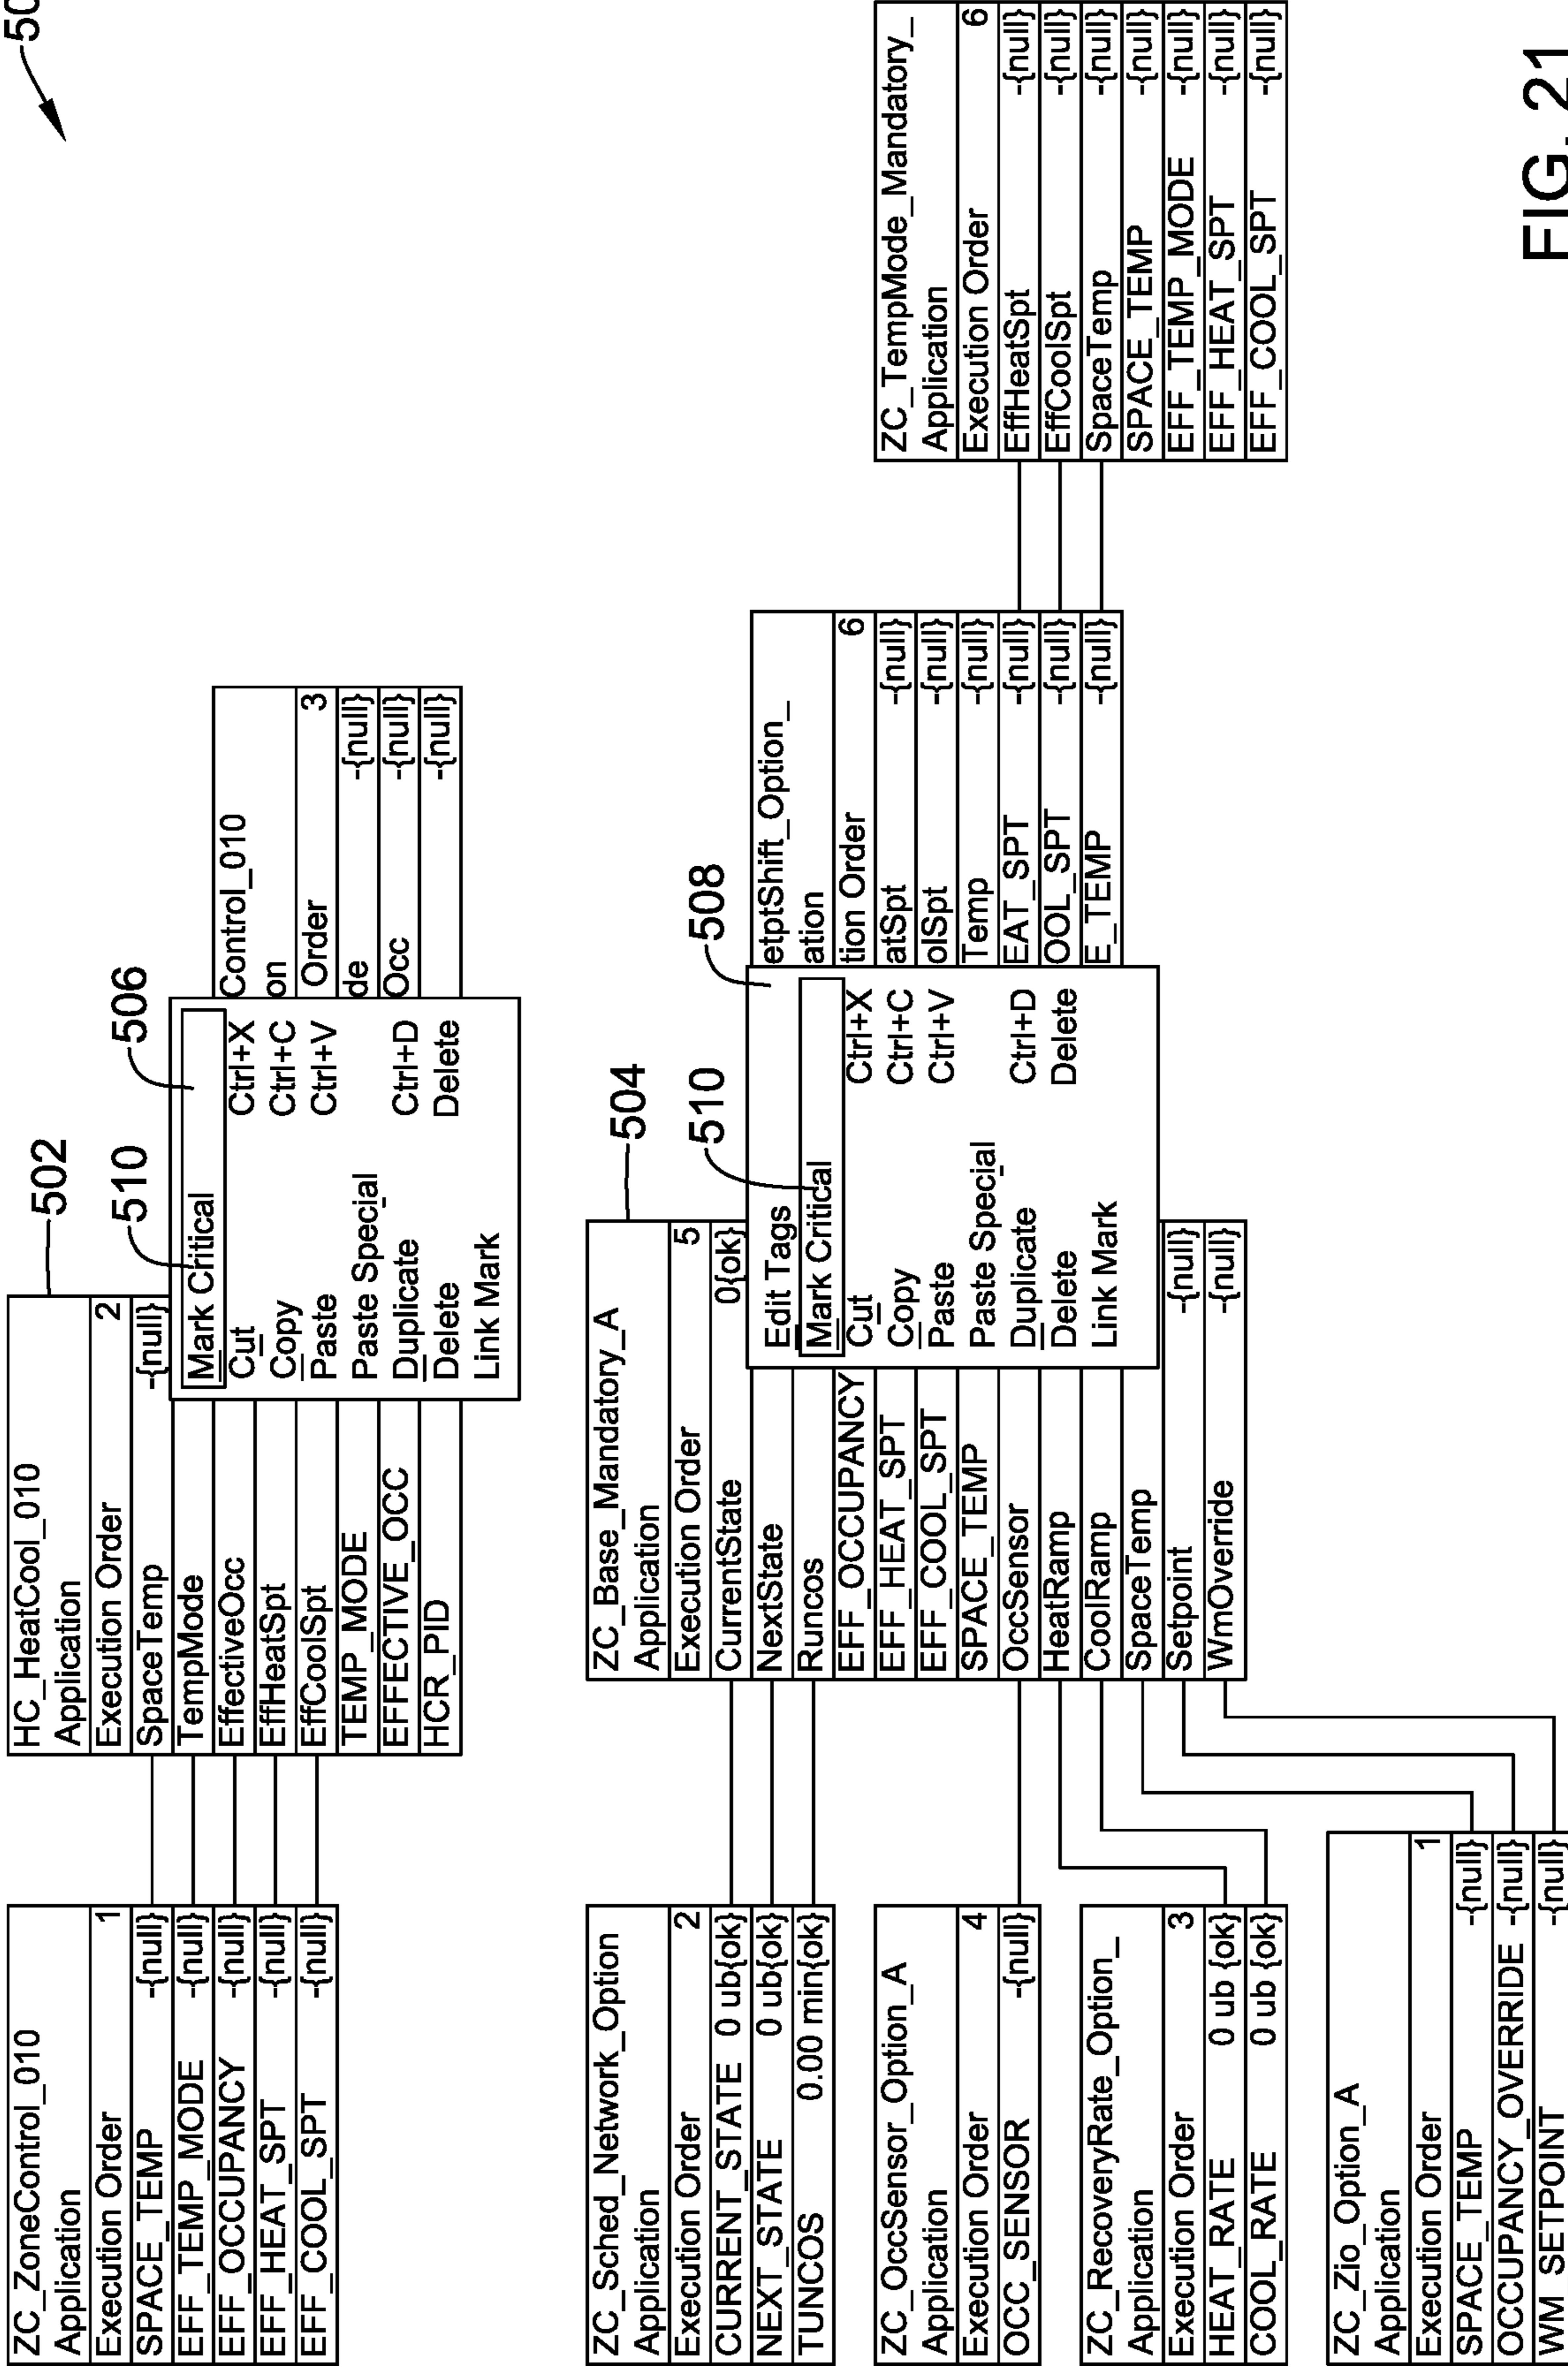 50
ZC_ZoneControl_010
Application
Execution Order 1
SPACE_TEMP -{null}
EFF_TEMP_MODE -{null}
EFF_OCCUPANCY -{null}
EFF_HEAT_SPT -{null}
EFF_COOL_SPT -{null}
502
HC_HeatCool_010
Application
Execution Order 2
SpaceTemp -{null}
TempMode
EffectiveOcc
EffHeatSpt
EffCoolSpt
TEMP_MODE
EFFECTIVE_OCC
HCR_PID
510
506
Mark Critical
Cut Ctrl+X
Copy Ctrl+C
Paste Ctrl+V
Paste Special
Duplicate Ctrl+D
Delete Delete
Link Mark
Control_010
on
Order 3
de -{null}
Occ -{null}
-{null}
ZC_Sched_Network_Option
Application
Execution Order 2
CURRENT_STATE 0 ub{ok}
NEXT_STATE 0 ub{ok}
TUNCOS 0.00 min{ok}
ZC_OccSensor_Option_A
Application
Execution Order 4
OCC_SENSOR -{null}
ZC_RecoveryRate_Option_
Application
Execution Order 3
HEAT_RATE 0 ub {ok}
COOL_RATE 0 ub {ok}
ZC_Zio_Option_A
Application
Execution Order 1
SPACE_TEMP -{null}
OCCUPANCY_OVERRIDE -{null}
WM_SETPOINT -{null}
504
ZC_Base_Mandatory_A
Application
Execution Order 5
CurrentState 0{ok}
NextState
Runcos
EFF_OCCUPANCY
EFF_HEAT_SPT
EFF_COOL_SPT
SPACE_TEMP
OccSensor
HeatRamp
CoolRamp
SpaceTemp
Setpoint -{null}
WmOverride -{null}
510
508
Edit Tags
Mark Critical
Cut Ctrl+X
Copy Ctrl+C
Paste Ctrl+V
Paste Special
Duplicate Ctrl+D
Delete Delete
Link Mark
etptShift_Option_
ation
tion Order 6
atSpt -{null}
olSpt -{null}
Temp -{null}
EAT_SPT -{null}
OOL_SPT -{null}
E_TEMP -{null}
ZC_TempMode_Mandatory_
Application
Execution Order 6
EffHeatSpt -{null}
EffCoolSpt -{null}
SpaceTemp -{null}
SPACE_TEMP -{null}
EFF_TEMP_MODE -{null}
EFF_HEAT_SPT -{null}
EFF_COOL_SPT -{null}
FIG. 21